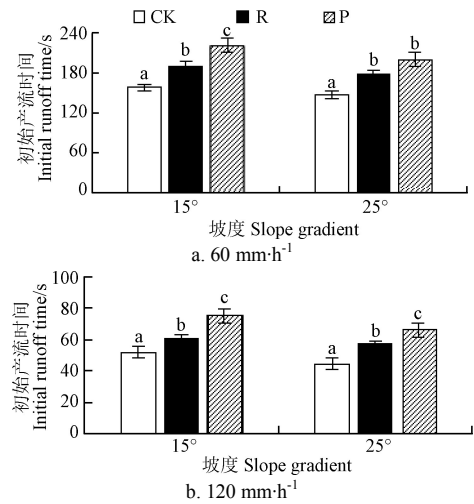 CK R P
初始产流时间
Initial runoff time/s
240
180
120
60
0
a b c a b b
15° 25°
坡度 Slope gradient
a. 60 mm·h⁻¹
初始产流时间
Initial runoff time/s
100
80
60
40
20
0
a b c a b c
15° 25°
坡度 Slope gradient
b. 120 mm·h⁻¹